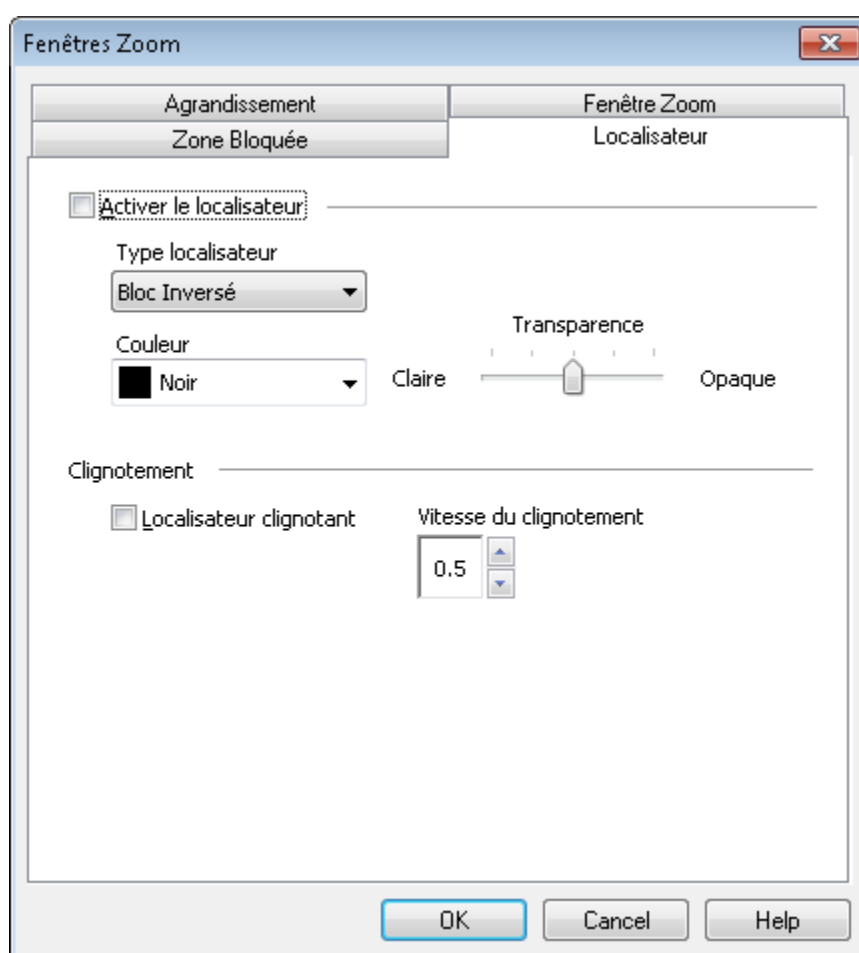 Fenêtres Zoom
Agrandissement
Fenêtre Zoom
Zone Bloquée
Localisateur
Activer le localisateur
Type localisateur
Bloc Inversé
Transparence
Couleur
Noir
Claire
Opaque
Clignotement
Localisateur clignotant
Vitesse du clignotement
0.5
OK
Cancel
Help